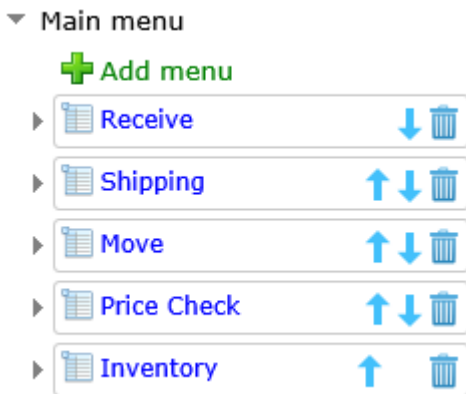 Main menu
Add menu
Receive
Shipping
Move
Price Check
Inventory